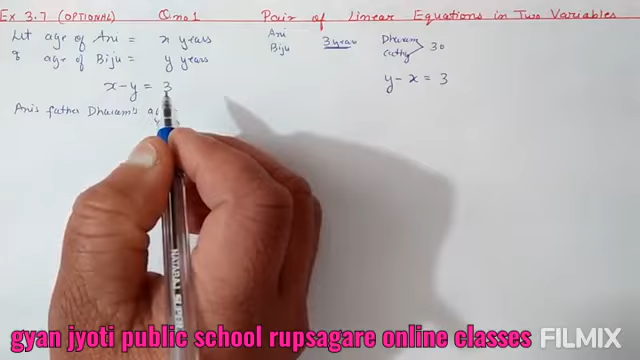 Ex 3.7 (OPTIONAL) Q.no 1 Pair of Linear Equations in Two Variables
Let age of Ani = x years
& age of Biju = y years
x - y = 3
Ani's father Dharam's
Ani
Biju
3 year
Dharam
Cathy
30
y - x = 3
gyan jyoti public school rupsagare online classes
FILMIX